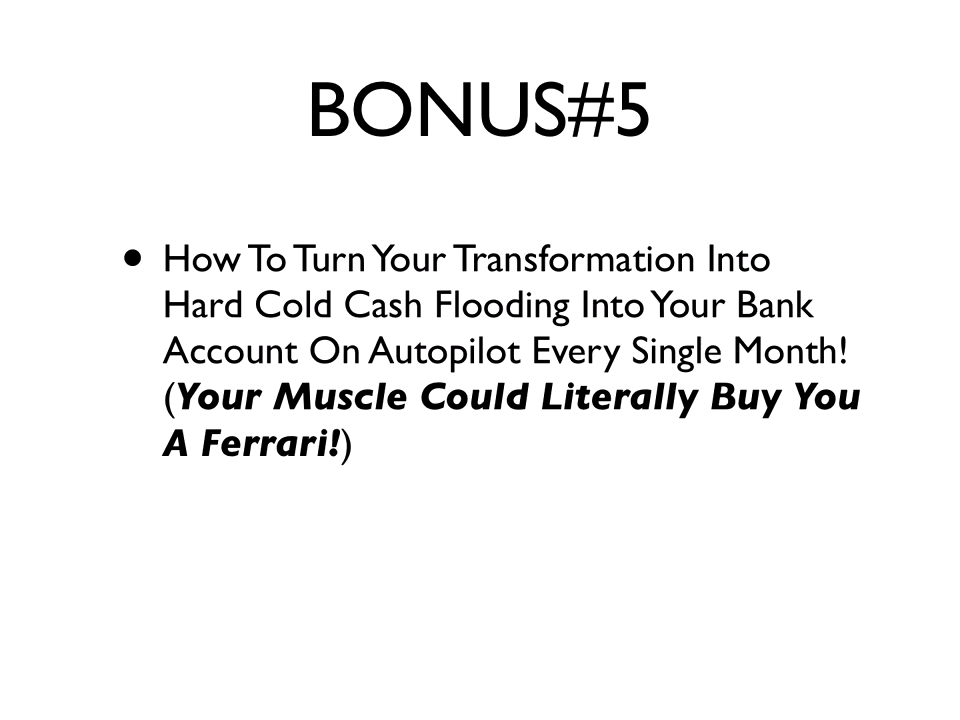 BONUS#5
• How To Turn Your Transformation Into
Hard Cold Cash Flooding Into Your Bank
Account On Autopilot Every Single Month!
(Your Muscle Could Literally Buy You
A Ferrari!)